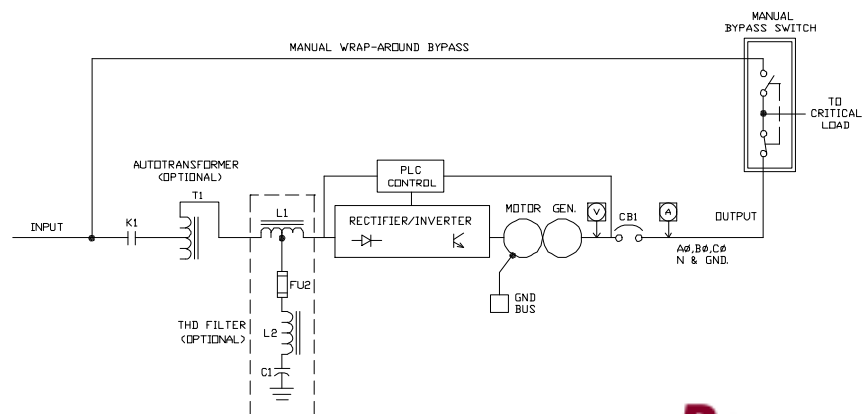 MANUAL
BYPASS SWITCH
MANUAL WRAP-AROUND BYPASS
TO
CRITICAL
LOAD
AUTOTRANSFORMER
(OPTIONAL)
T1
PLC
CONTROL
L1
INPUT
K1
RECTIFIER/INVERTER
MOTOR GEN.
V
CB1
A
OUTPUT
AØ,BØ,CØ
N & GND.
FU2
GND
BUS
THD FILTER
(OPTIONAL)
L2
C1